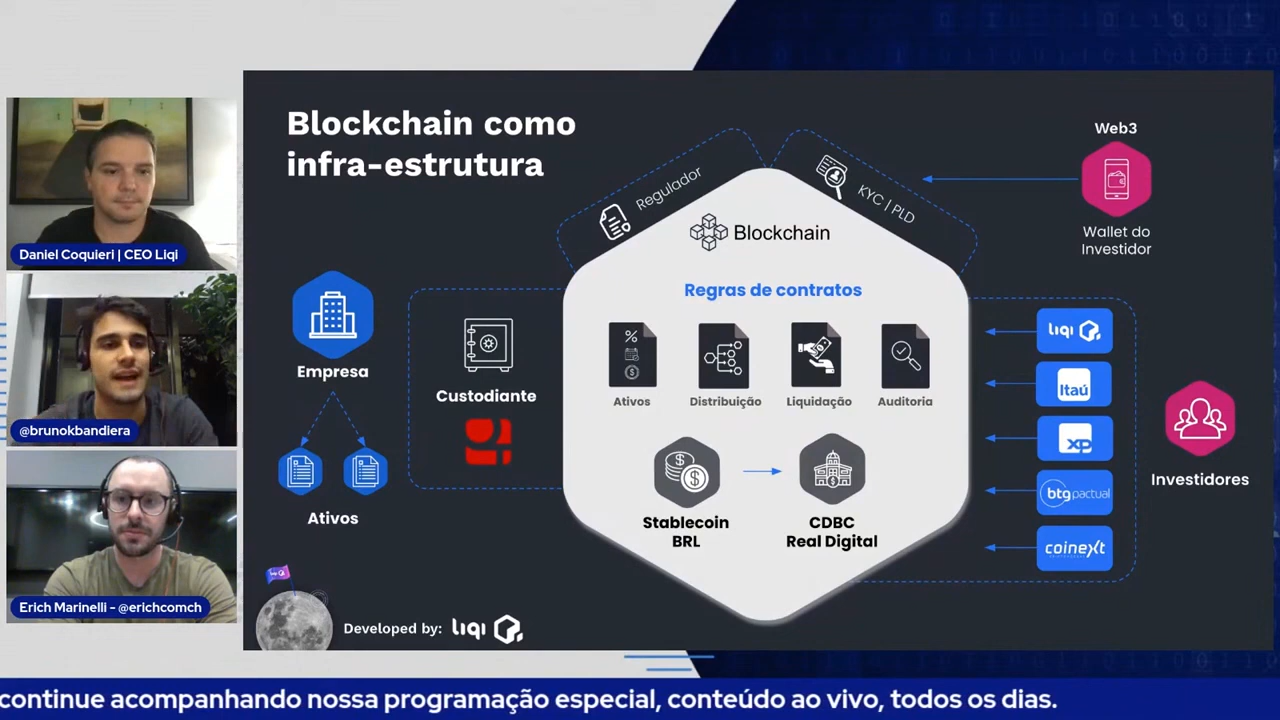 Daniel Coquieri | CEO Liqi
@brunokbandiera
Erich Marinelli - @erichcomch
Blockchain como
infra-estrutura
Regulador
KYC | PLD
Web3
Wallet do
Investidor
Blockchain
Regras de contratos
Ativos
Distribuição
Liquidação
Auditoria
Stablecoin
BRL
CDBC
Real Digital
Empresa
Ativos
Custodiante
liqi
Itaú
xp
btgpactual
coinext
Investidores
Developed by: liqi
continue acompanhando nossa programação especial, conteúdo ao vivo, todos os dias.